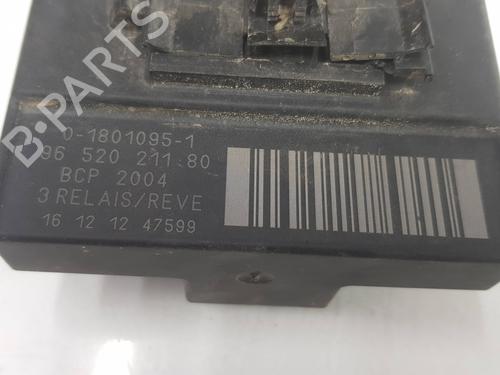 B-PARTS
0-1801095-1
96 520 211:80
BCP 2004
3 RELAIS/REVE
16 12 12 47599